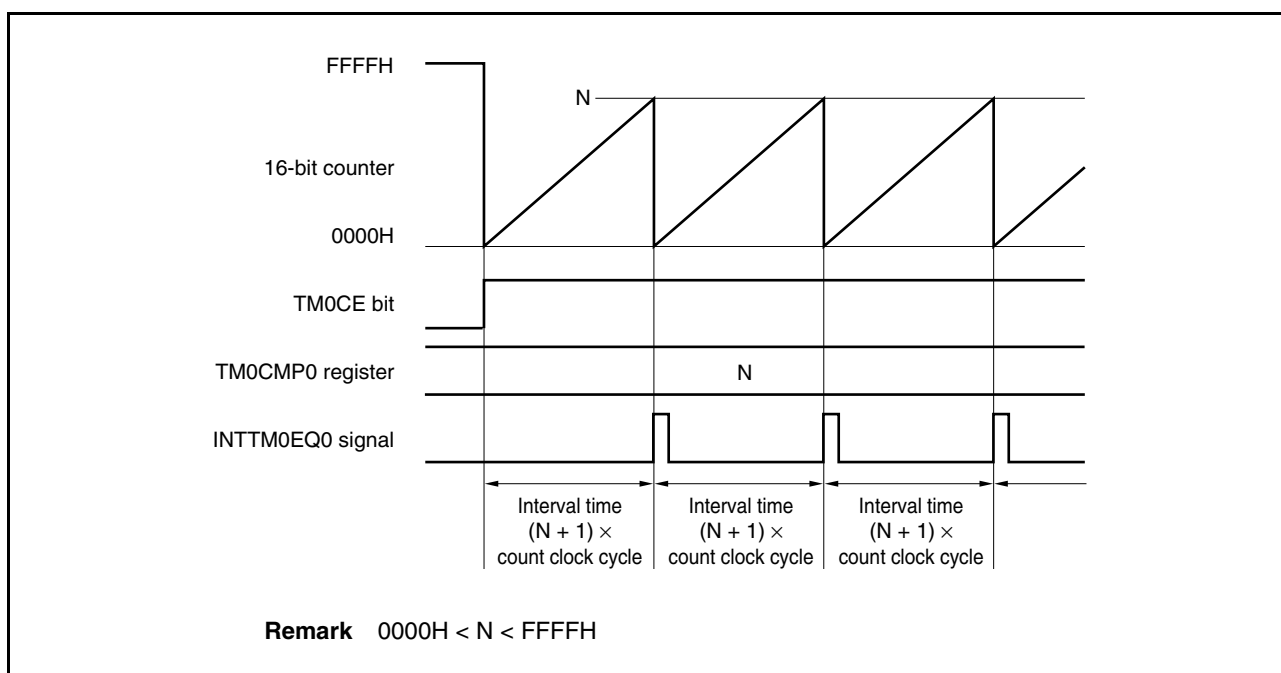 FFFFH
N
16-bit counter
0000H
TM0CE bit
TM0CMP0 register
N
INTTM0EQ0 signal
Interval time
(N + 1) ×
count clock cycle
Interval time
(N + 1) ×
count clock cycle
Interval time
(N + 1) ×
count clock cycle
Remark 0000H < N < FFFFH